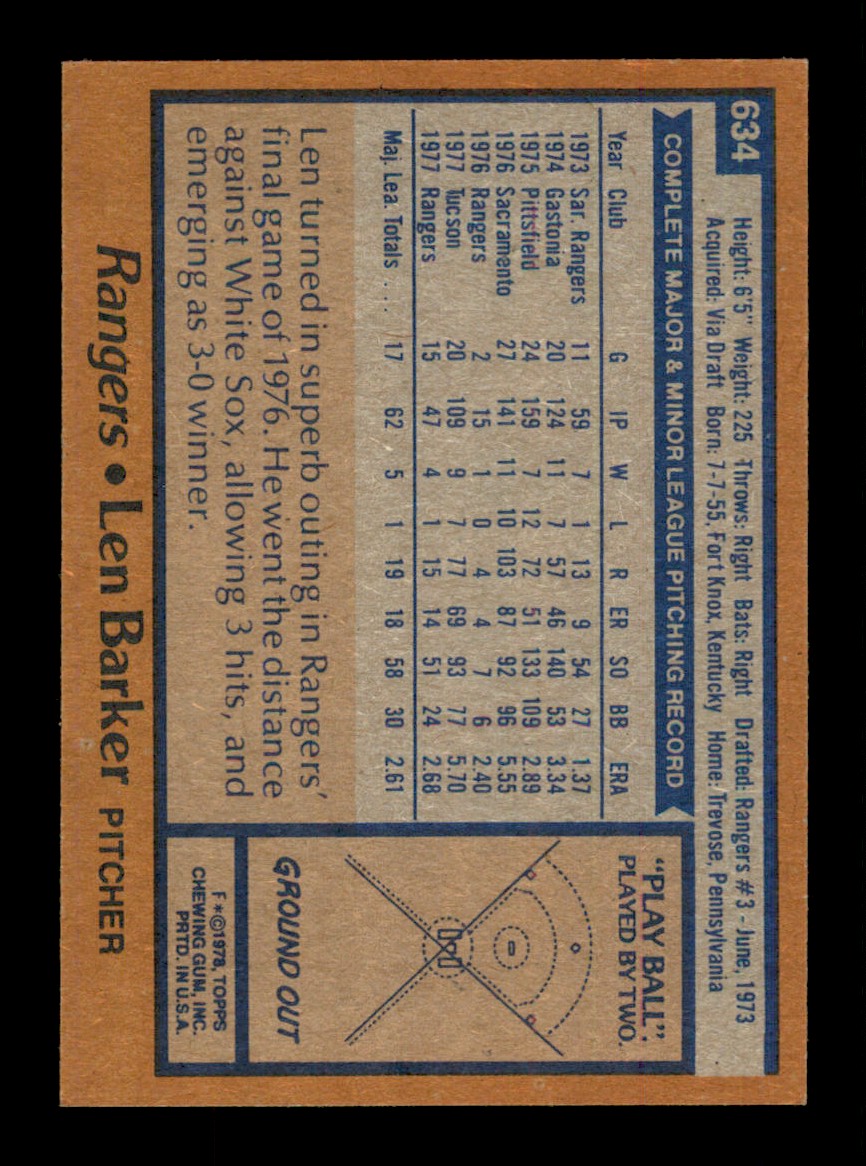 634
Height: 6'5" Weight: 225 Throws: Right Bats: Right Drafted: Rangers #3 - June, 1973
Acquired: Via Draft Born: 7-7-55, Fort Knox, Kentucky Home: Trevose, Pennsylvania
COMPLETE MAJOR & MINOR LEAGUE PITCHING RECORD
Year Club G IP W L R ER SO BB ERA
1973 Sar. Rangers 11 59 7 1 13 9 54 27 1.37
1974 Gastonia 20 124 11 7 57 46 140 53 3.34
1975 Pittsfield 24 159 7 12 72 51 133 109 2.89
1976 Sacramento 27 141 11 10 103 87 92 96 5.55
1976 Rangers 2 15 1 0 4 4 7 6 2.40
1977 Tucson 20 109 9 7 77 69 93 77 5.70
1977 Rangers 15 47 4 1 15 14 51 24 2.68
Maj. Lea. Totals .... 17 62 5 1 19 18 58 30 2.61
Len turned in superb outing in Rangers'
final game of 1976. He went the distance
against White Sox, allowing 3 hits, and
emerging as 3-0 winner.
"PLAY BALL"
PLAYED BY TWO.
GROUND OUT
F*©1978, TOPPS
CHEWING GUM, INC.
PRTD. IN U.S.A.
Rangers • Len Barker PITCHER